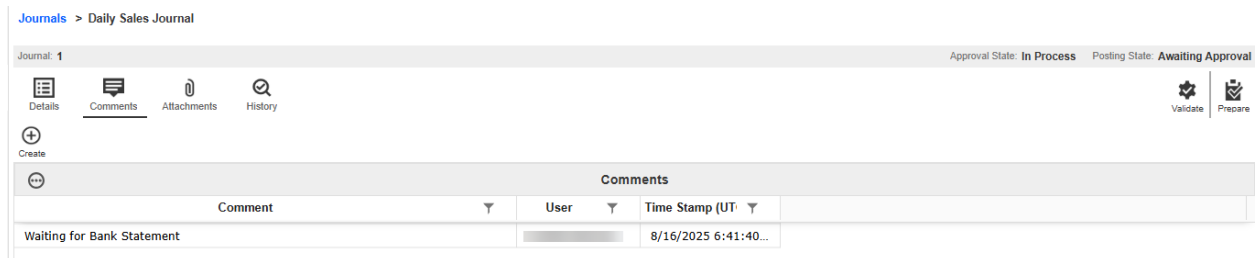 Journals > Daily Sales Journal
Journal: 1 Approval State: In Process Posting State: Awaiting Approval
Details Comments Attachments History Validate Prepare
Create
Comments
Comment User Time Stamp (UT
Waiting for Bank Statement 8/16/2025 6:41:40...